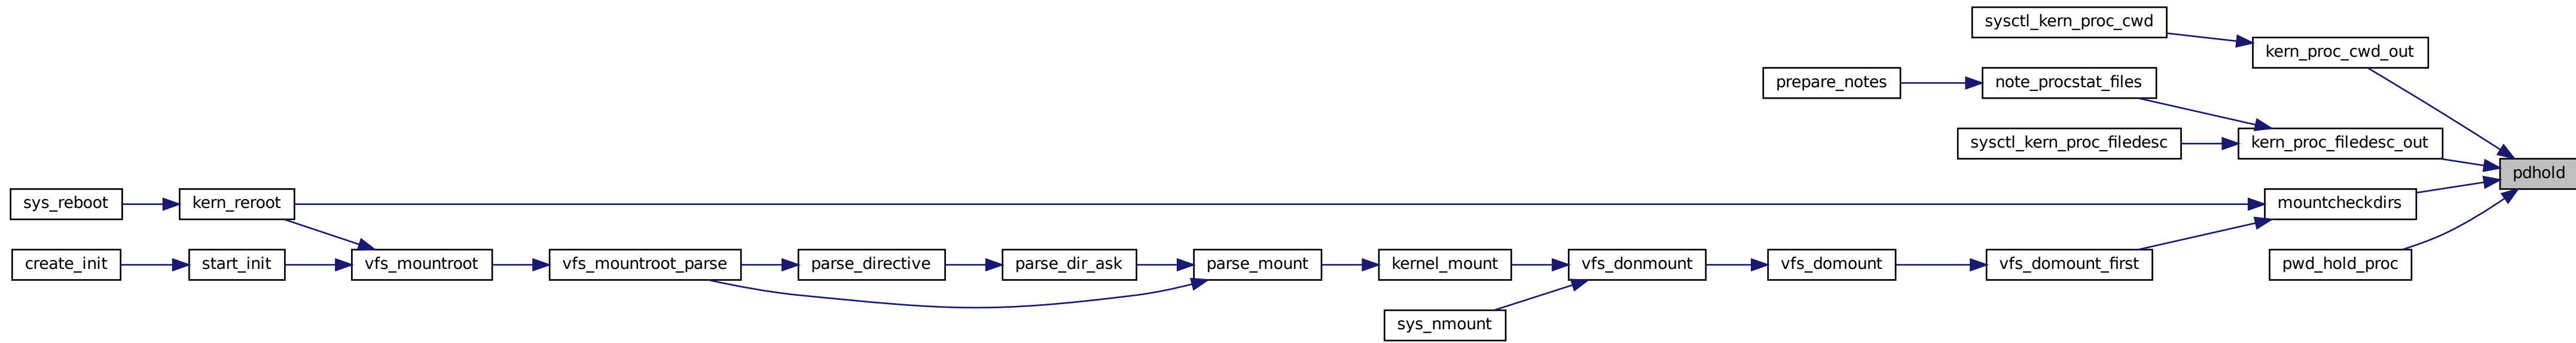 sysctl_kern_proc_cwd
kern_proc_cwd_out
prepare_notes
note_procstat_files
sysctl_kern_proc_filedesc
kern_proc_filedesc_out
pdhold
sys_reboot
kern_reroot
mountcheckdirs
create_init
start_init
vfs_mountroot
vfs_mountroot_parse
parse_directive
parse_dir_ask
parse_mount
kernel_mount
vfs_donmount
vfs_domount
vfs_domount_first
pwd_hold_proc
sys_nmount